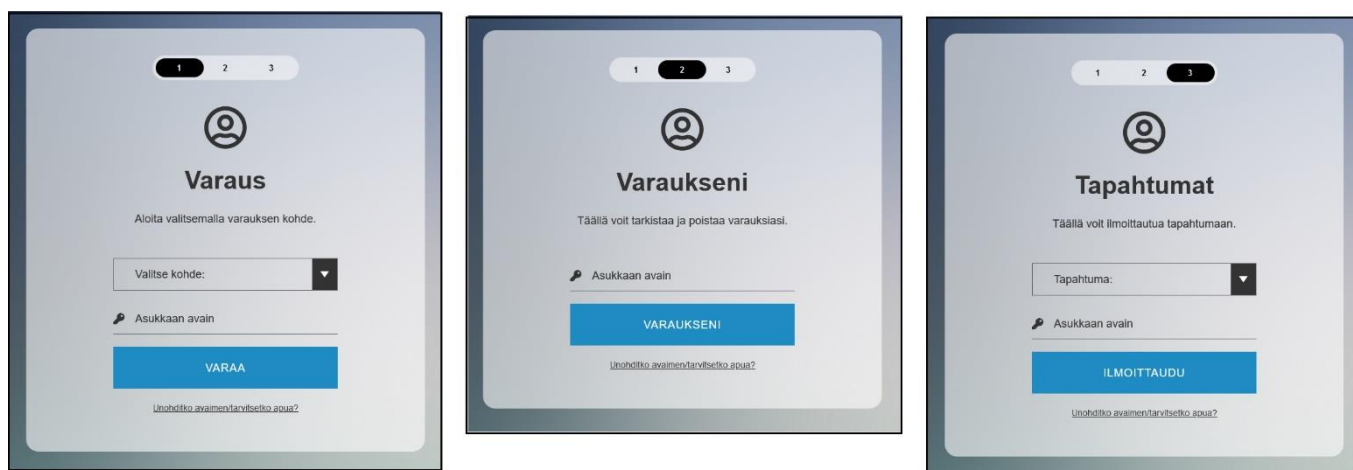 1 2 3
Varaus
Aloita valitsemalla varauksen kohde.
Valitse kohde:
Asukkaan avain
VARAA
Unohditko avaimen/tarvitsetko apua?
1 2 3
Varaukseni
Täällä voit tarkistaa ja poistaa varauksiasi.
Asukkaan avain
VARAUKSENI
Unohditko avaimen/tarvitsetko apua?
1 2 3
Tapahtumat
Täällä voit ilmoittautua tapahtumaan.
Tapahtuma:
Asukkaan avain
ILMOITTAUDU
Unohditko avaimen/tarvitsetko apua?